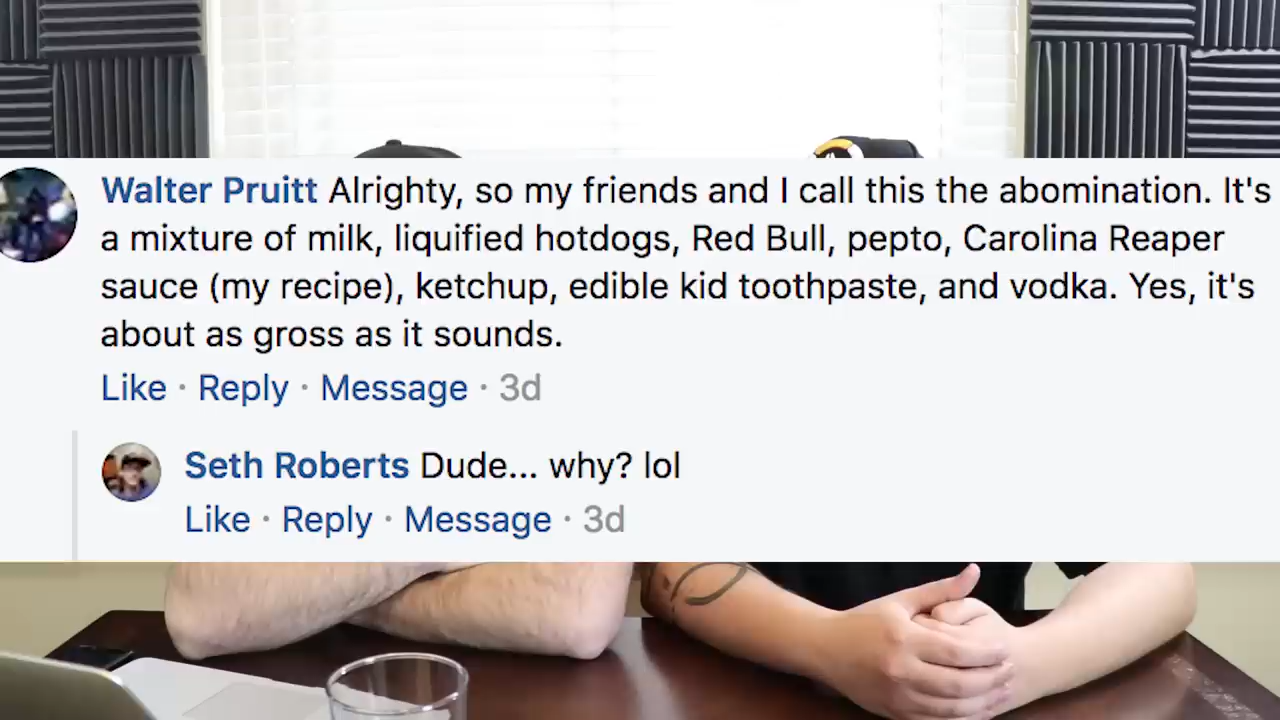 Walter Pruitt Alrighty, so my friends and I call this the abomination. It's
a mixture of milk, liquified hotdogs, Red Bull, pepto, Carolina Reaper
sauce (my recipe), ketchup, edible kid toothpaste, and vodka. Yes, it's
about as gross as it sounds.
Like · Reply · Message · 3d
Seth Roberts Dude... why? lol
Like · Reply · Message · 3d